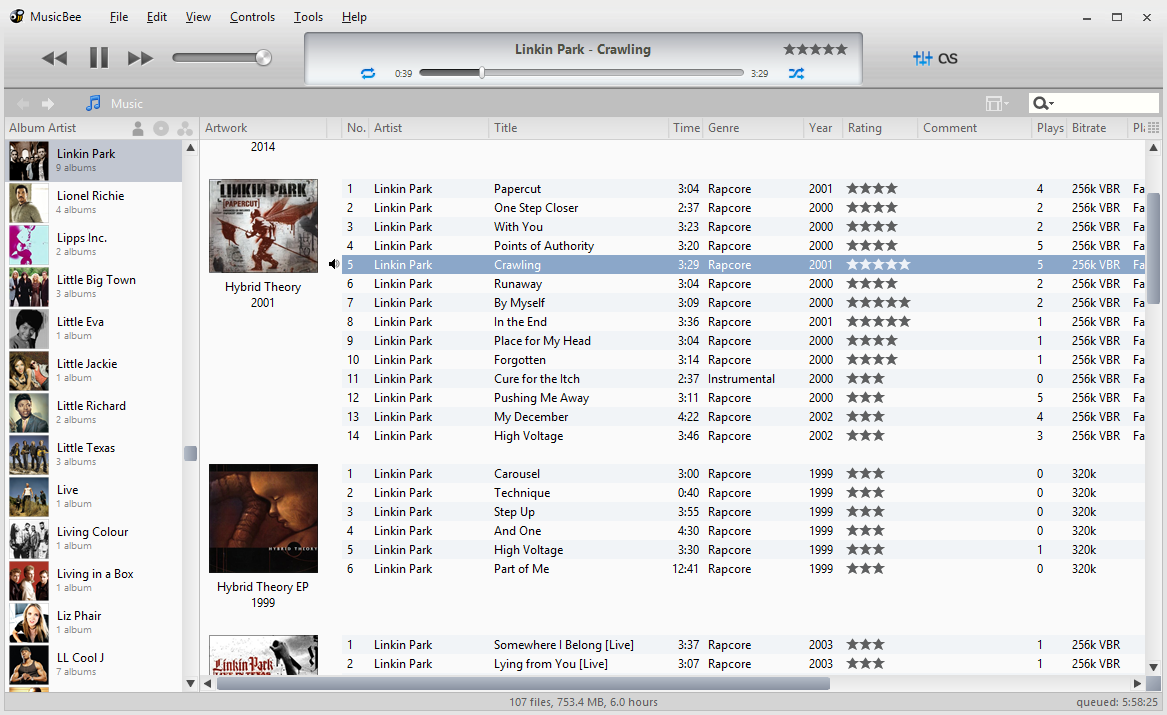 MusicBee File Edit View Controls Tools Help
Linkin Park - Crawling
0:39 3:29
Music
Album Artist Artwork No. Artist Title Time Genre Year Rating Comment Plays Bitrate Pl
Linkin Park
9 albums
Lionel Richie
4 albums
Lipps Inc.
2 albums
Little Big Town
3 albums
Little Eva
1 album
Little Jackie
1 album
Little Richard
2 albums
Little Texas
3 albums
Live
1 album
Living Colour
1 album
Living in a Box
1 album
Liz Phair
1 album
LL Cool J
7 albums
2014
LINKIN PARK
[PAPERCUT]
Hybrid Theory
2001
1 Linkin Park Papercut 3:04 Rapcore 2001 4 256k VBR Fa
2 Linkin Park One Step Closer 2:37 Rapcore 2000 2 256k VBR Fa
3 Linkin Park With You 3:23 Rapcore 2000 2 256k VBR Fa
4 Linkin Park Points of Authority 3:20 Rapcore 2000 5 256k VBR Fa
5 Linkin Park Crawling 3:29 Rapcore 2001 5 256k VBR Fa
6 Linkin Park Runaway 3:04 Rapcore 2000 2 256k VBR Fa
7 Linkin Park By Myself 3:09 Rapcore 2000 2 256k VBR Fa
8 Linkin Park In the End 3:36 Rapcore 2001 1 256k VBR Fa
9 Linkin Park Place for My Head 3:04 Rapcore 2000 1 256k VBR Fa
10 Linkin Park Forgotten 3:14 Rapcore 2000 1 256k VBR Fa
11 Linkin Park Cure for the Itch 2:37 Instrumental 2000 0 256k VBR Fa
12 Linkin Park Pushing Me Away 3:11 Rapcore 2000 5 256k VBR Fa
13 Linkin Park My December 4:22 Rapcore 2002 4 256k VBR Fa
14 Linkin Park High Voltage 3:46 Rapcore 2002 3 256k VBR Fa
HYBRID THEORY
Hybrid Theory EP
1999
1 Linkin Park Carousel 3:00 Rapcore 1999 0 320k
2 Linkin Park Technique 0:40 Rapcore 1999 0 320k
3 Linkin Park Step Up 3:55 Rapcore 1999 0 320k
4 Linkin Park And One 4:30 Rapcore 1999 0 320k
5 Linkin Park High Voltage 3:30 Rapcore 1999 1 320k
6 Linkin Park Part of Me 12:41 Rapcore 1999 0 320k
Linkin Park
LIVE IN TEXAS
1 Linkin Park Somewhere I Belong [Live] 3:37 Rapcore 2003 1 256k VBR
2 Linkin Park Lying from You [Live] 3:07 Rapcore 2003 1 256k VBR
107 files, 753.4 MB, 6.0 hours
queued: 5:58:25